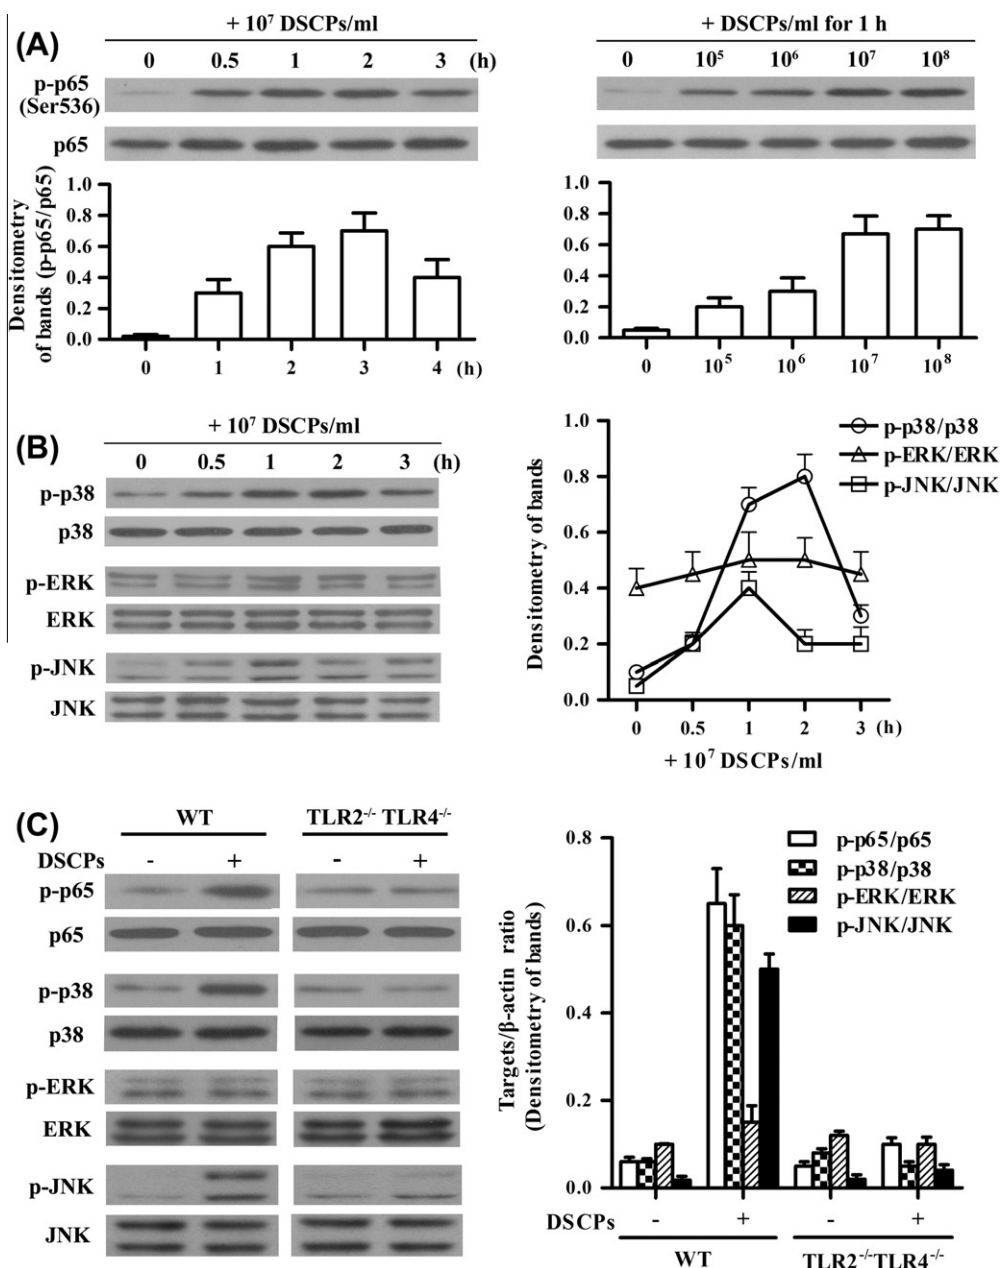 (A)
+ 10⁷ DSCPs/ml
0 0.5 1 2 3 (h)
p-p65
(Ser536)
p65
Densitometry
of bands (p-p65/p65)
1.0
0.8
0.6
0.4
0.2
0.0
0 1 2 3 4 (h)
+ DSCPs/ml for 1 h
0 10⁵ 10⁶ 10⁷ 10⁸
1.0
0.8
0.6
0.4
0.2
0.0
0 10⁵ 10⁶ 10⁷ 10⁸
(B)
+ 10⁷ DSCPs/ml
0 0.5 1 2 3 (h)
p-p38
p38
p-ERK
ERK
p-JNK
JNK
Densitometry of bands
1.0
0.8
0.6
0.4
0.2
0.0
p-p38/p38
p-ERK/ERK
p-JNK/JNK
0 0.5 1 2 3 (h)
+ 10⁷ DSCPs/ml
(C)
WT TLR2⁻/⁻ TLR4⁻/⁻
DSCPs - + - +
p-p65
p65
p-p38
p38
p-ERK
ERK
p-JNK
JNK
Targets/β-actin ratio
(Densitometry of bands)
0.8
0.6
0.4
0.2
0.0
p-p65/p65
p-p38/p38
p-ERK/ERK
p-JNK/JNK
DSCPs - + - +
WT TLR2⁻/⁻TLR4⁻/⁻